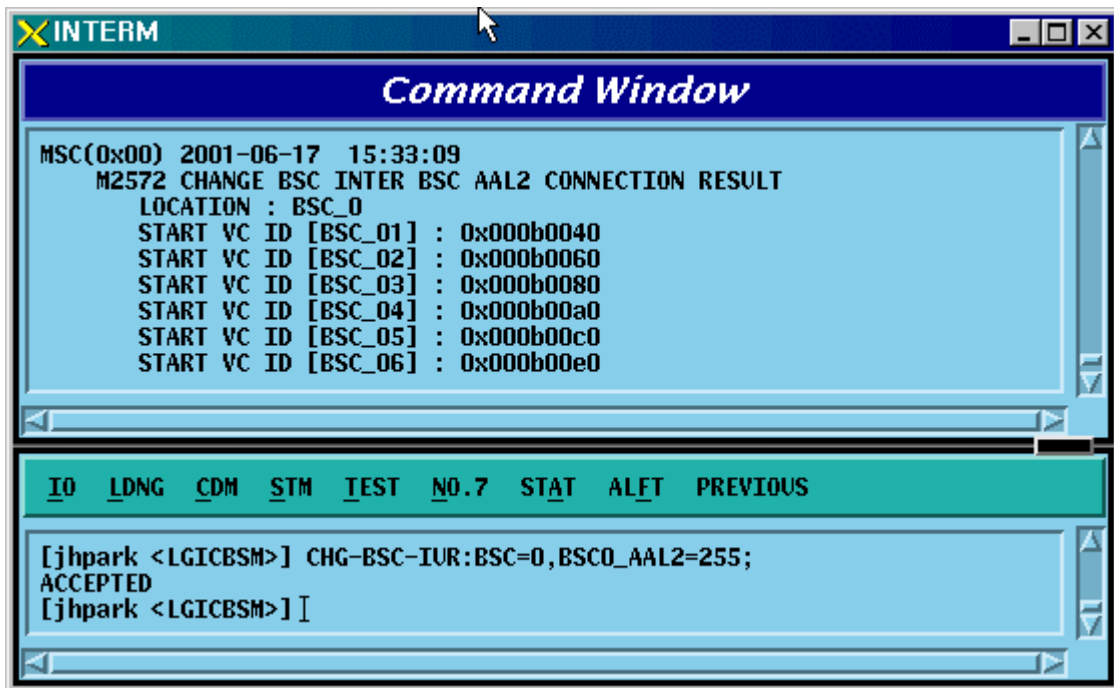 INTERM
Command Window
MSC(0x00) 2001-06-17 15:33:09
M2572 CHANGE BSC INTER BSC AAL2 CONNECTION RESULT
LOCATION : BSC_0
START VC ID [BSC_01] : 0x000b0040
START VC ID [BSC_02] : 0x000b0060
START VC ID [BSC_03] : 0x000b0080
START VC ID [BSC_04] : 0x000b00a0
START VC ID [BSC_05] : 0x000b00c0
START VC ID [BSC_06] : 0x000b00e0
IO LDNG CDM STM TEST NO.7 STAT ALFT PREVIOUS
[jhpark <LGICBSM>] CHG-BSC-IVR:BSC=0,BSC0_AAL2=255;
ACCEPTED
[jhpark <LGICBSM>]